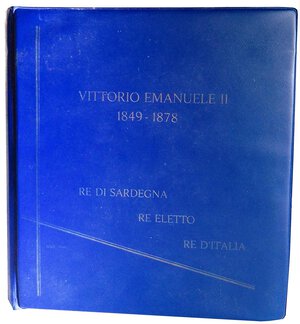 VITTORIO EMANUELE II
1849 - 1878
RE DI SARDEGNA
RE ELETTO
RE D'ITALIA